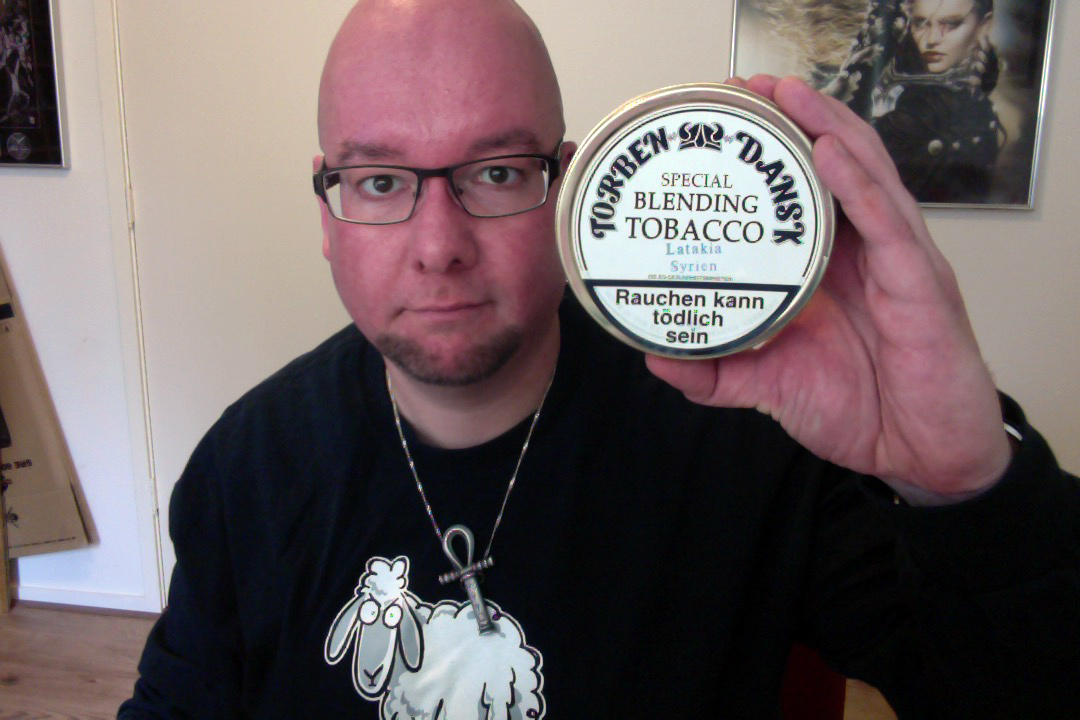 TORBEN DANSK
SPECIAL
BLENDING
TOBACCO
Latakia
Syrien
Rauchen kann
tödlich
sein